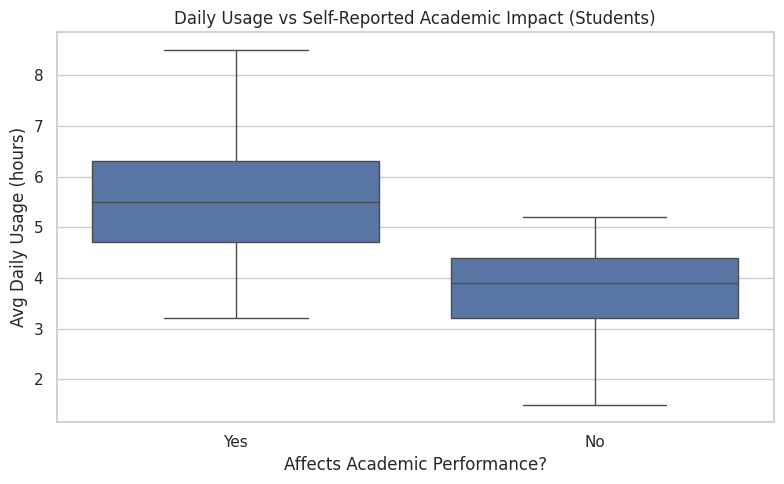 Daily Usage vs Self-Reported Academic Impact (Students)
Avg Daily Usage (hours)
8
7
6
5
4
3
2
Yes
No
Affects Academic Performance?